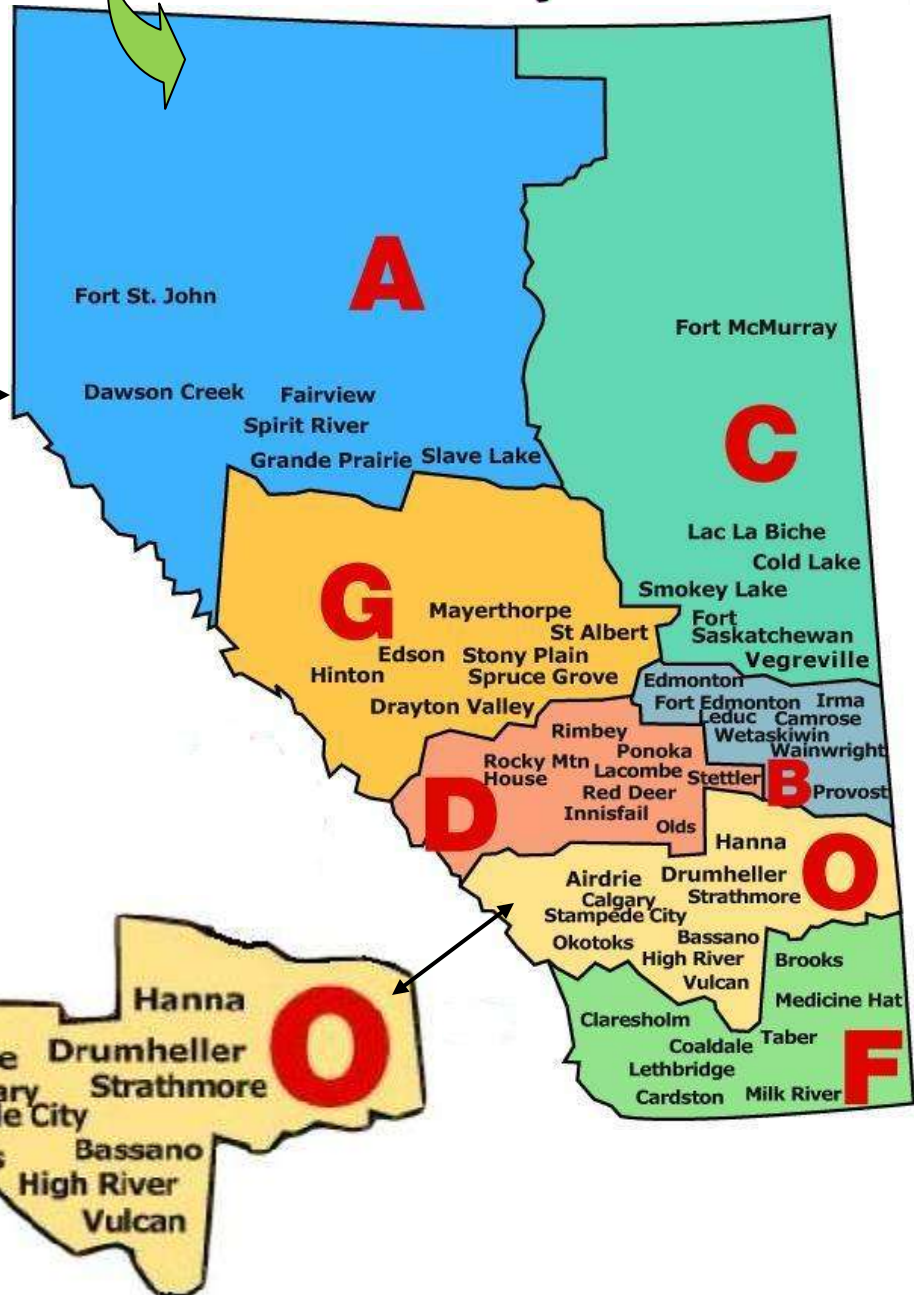 A
Fort St. John
Fort McMurray
Dawson Creek
Fairview
Spirit River
Grande Prairie
Slave Lake
C
Lac La Biche
Cold Lake
Smokey Lake
Fort
Saskatchewan
Vegreville
G
Mayerthorpe
St Albert
Edson
Stony Plain
Hinton
Spruce Grove
Drayton Valley
Edmonton
Fort Edmonton
Irma
Leduc
Camrose
Wetaskiwin
Wainwright
B
Provost
Rimbey
Ponoka
Rocky Mtn
House
Lacombe
Stettler
Red Deer
D
Innisfail
Olds
Hanna
O
Airdrie
Drumheller
Calgary
Strathmore
Stampede City
Okotoks
Bassano
High River
Vulcan
Brooks
Medicine Hat
Claresholm
Coaldale
Taber
Lethbridge
F
Cardston
Milk River
Hanna
O
e Drumheller
ary Strathmore
le City
s Bassano
High River
Vulcan